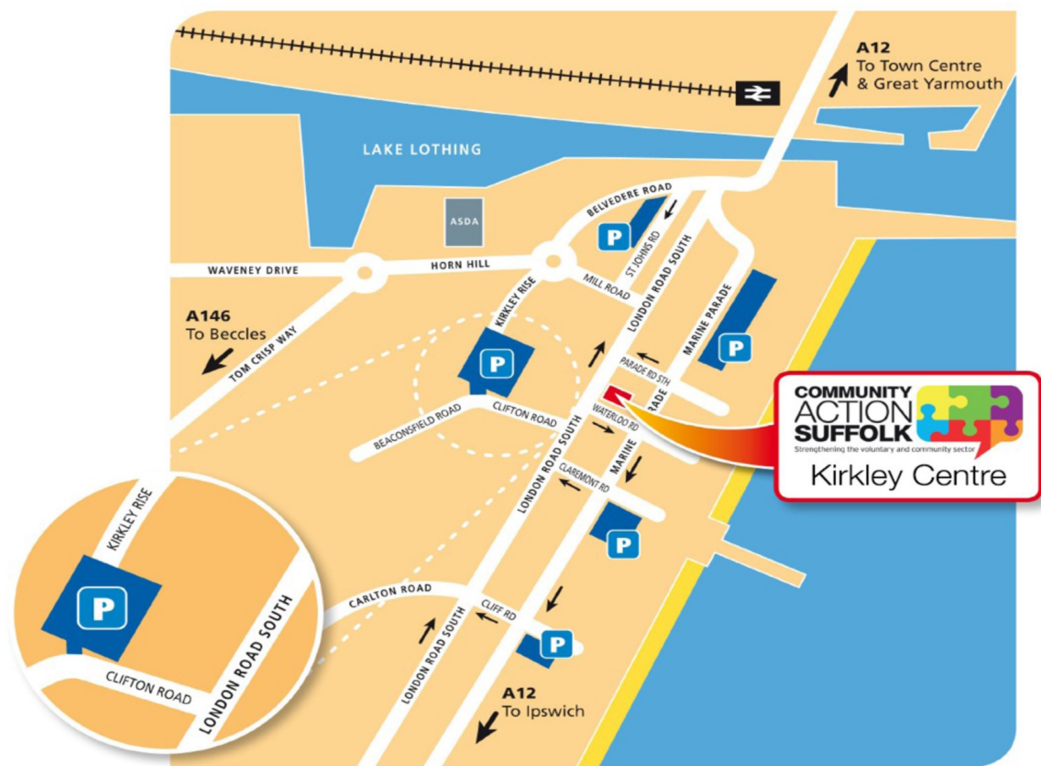 A12
To Town Centre
& Great Yarmouth
LAKE LOTHING
BELVEDERE ROAD
ASDA
P
ST JOHNS RD
WAVENEY DRIVE
HORN HILL
MILL ROAD
LONDON ROAD SOUTH
KIRKLEY RISE
MARINE PARADE
A146
To Beccles
TOM CRISP WAY
P
P
PARADE RD STH
COMMUNITY
ACTION
SUFFOLK
Strengthening the voluntary and community sector
Kirkley Centre
BEACONSFIELD ROAD
CLIFTON ROAD
WATERLOO RD
MARINE RADE
LONDON ROAD SOUTH
CLAREMONT RD
P
KIRKLEY RISE
P
CLIFTON ROAD
LONDON ROAD SOUTH
CARLTON ROAD
CLIFF RD
P
LONDON ROAD SOUTH
A12
To Ipswich